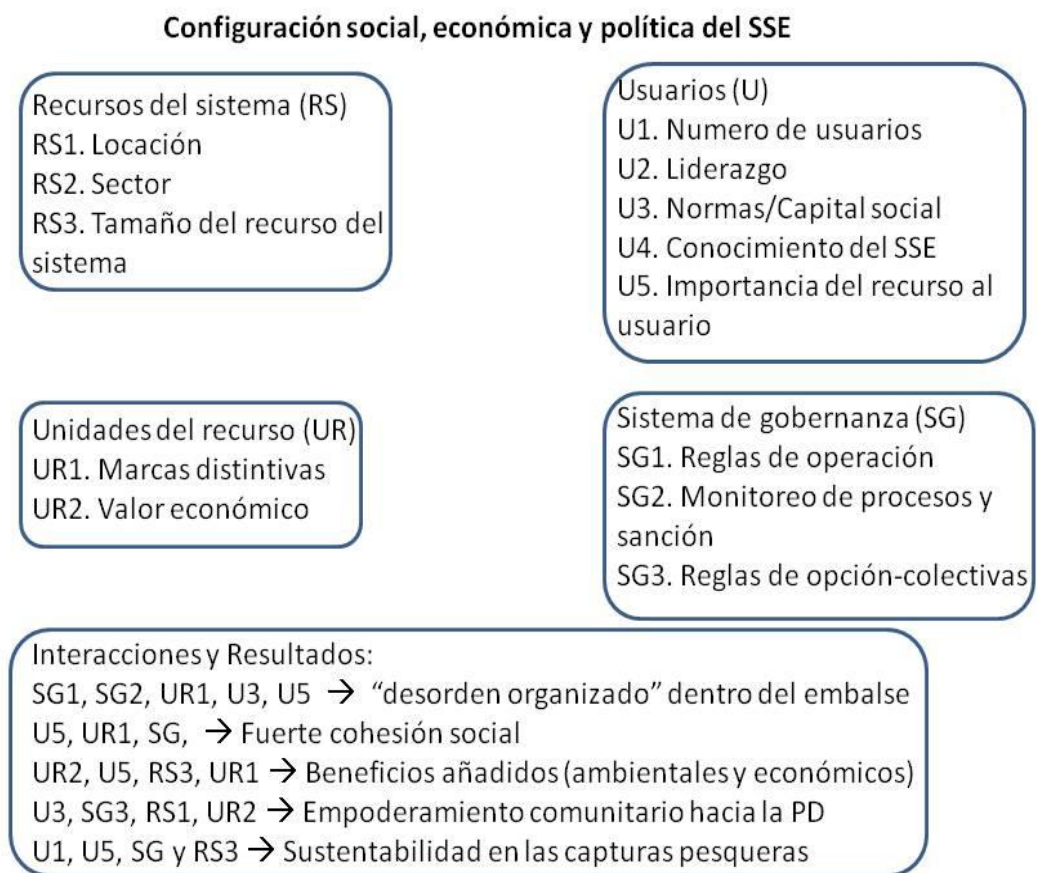 Configuración social, económica y política del SSE
Recursos del sistema (RS)
RS1. Locación
RS2. Sector
RS3. Tamaño del recurso del
sistema
Usuarios (U)
U1. Numero de usuarios
U2. Liderazgo
U3. Normas/Capital social
U4. Conocimiento del SSE
U5. Importancia del recurso al
usuario
Unidades del recurso (UR)
UR1. Marcas distintivas
UR2. Valor económico
Sistema de gobernanza (SG)
SG1. Reglas de operación
SG2. Monitoreo de procesos y
sanción
SG3. Reglas de opción-colectivas
Interacciones y Resultados:
SG1, SG2, UR1, U3, U5 → “desorden organizado” dentro del embalse
U5, UR1, SG, → Fuerte cohesión social
UR2, U5, RS3, UR1 → Beneficios añadidos (ambientales y económicos)
U3, SG3, RS1, UR2 → Empoderamiento comunitario hacia la PD
U1, U5, SG y RS3 → Sustentabilidad en las capturas pesqueras